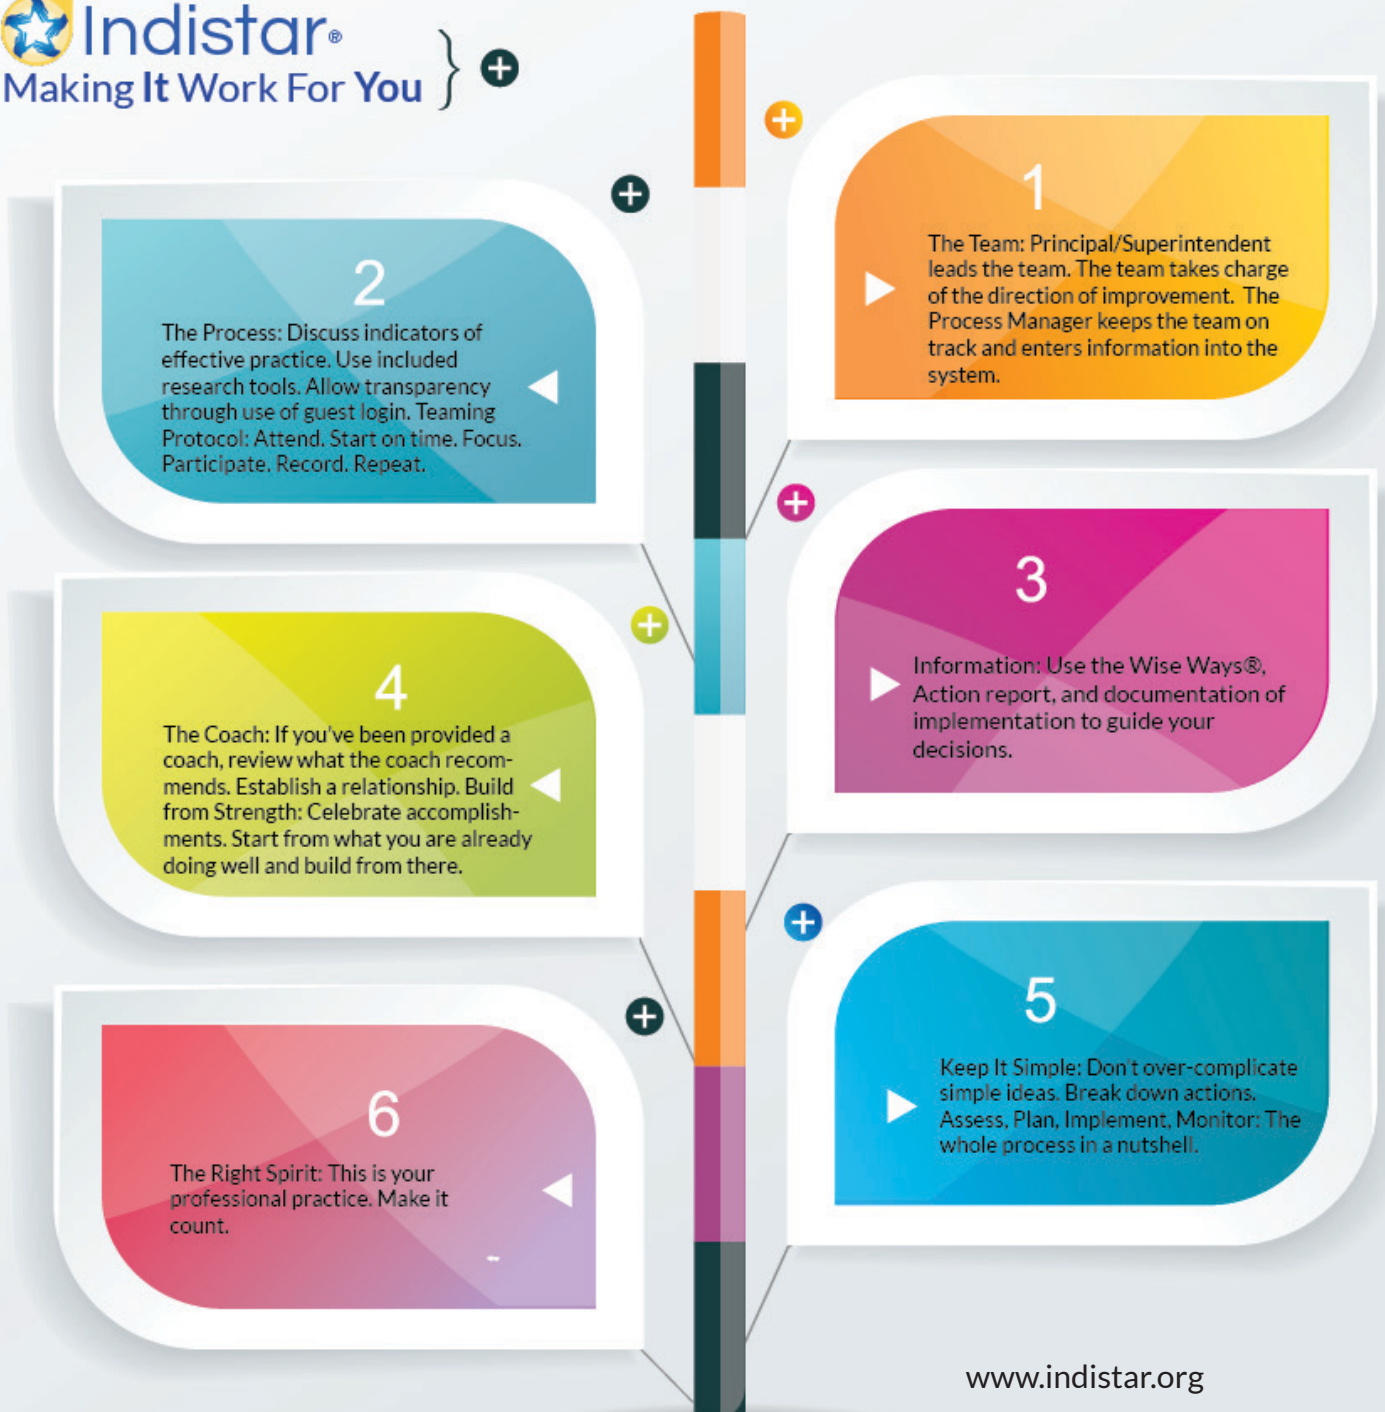 Indistar®
Making It Work For You
1
The Team: Principal/Superintendent
leads the team. The team takes charge
of the direction of improvement. The
Process Manager keeps the team on
track and enters information into the
system.
2
The Process: Discuss indicators of
effective practice. Use included
research tools. Allow transparency
through use of guest login. Teaming
Protocol: Attend. Start on time. Focus.
Participate. Record. Repeat.
3
Information: Use the Wise Ways®,
Action report, and documentation of
implementation to guide your
decisions.
4
The Coach: If you've been provided a
coach, review what the coach recom-
mends. Establish a relationship. Build
from Strength: Celebrate accomplish-
ments. Start from what you are already
doing well and build from there.
5
Keep It Simple: Don't over-complicate
simple ideas. Break down actions.
Assess, Plan, Implement, Monitor: The
whole process in a nutshell.
6
The Right Spirit: This is your
professional practice. Make it
count.
www.indistar.org